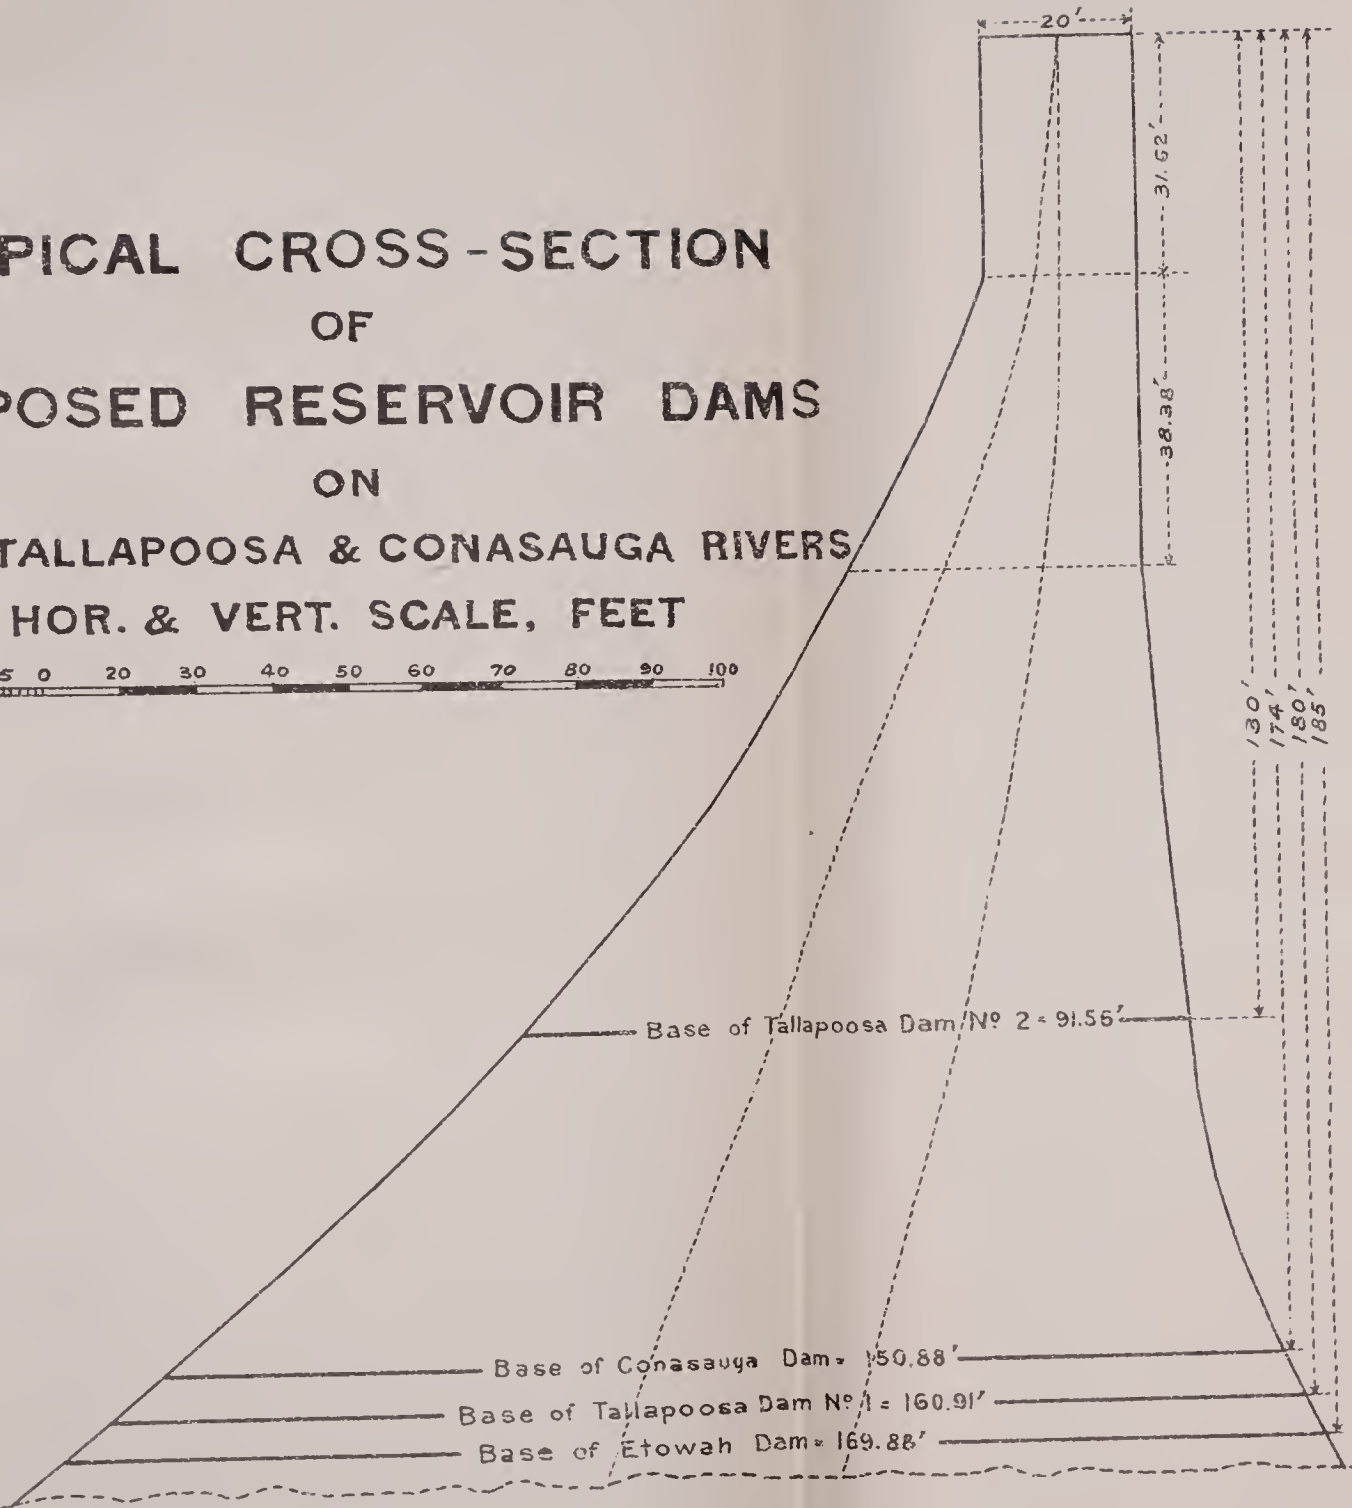 20'
31.62'
PICAL CROSS-SECTION
OF
POSED RESERVOIR DAMS
ON
38.38'
TALLAPOOSA & CONASAUGA RIVERS
HOR. & VERT. SCALE, FEET
5 0 20 30 40 50 60 70 80 90 100
130'
174'
180'
185'
Base of Tallapoosa Dam Nº 2 = 91.56'
Base of Conasauga Dam = 150.88'
Base of Tallapoosa Dam Nº 1 = 160.91'
Base of Etowah Dam = 169.88'